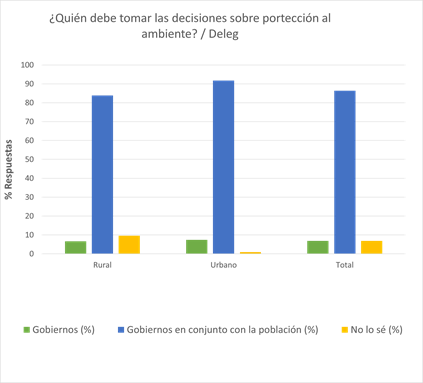 ¿Quién debe tomar las decisiones sobre portección al
ambiente? / Deleg
100
90
80
70
60
50
40
30
20
10
0
% Respuestas
Rural Urbano Total
Gobiernos (%) Gobiernos en conjunto con la población (%) No lo sé (%)